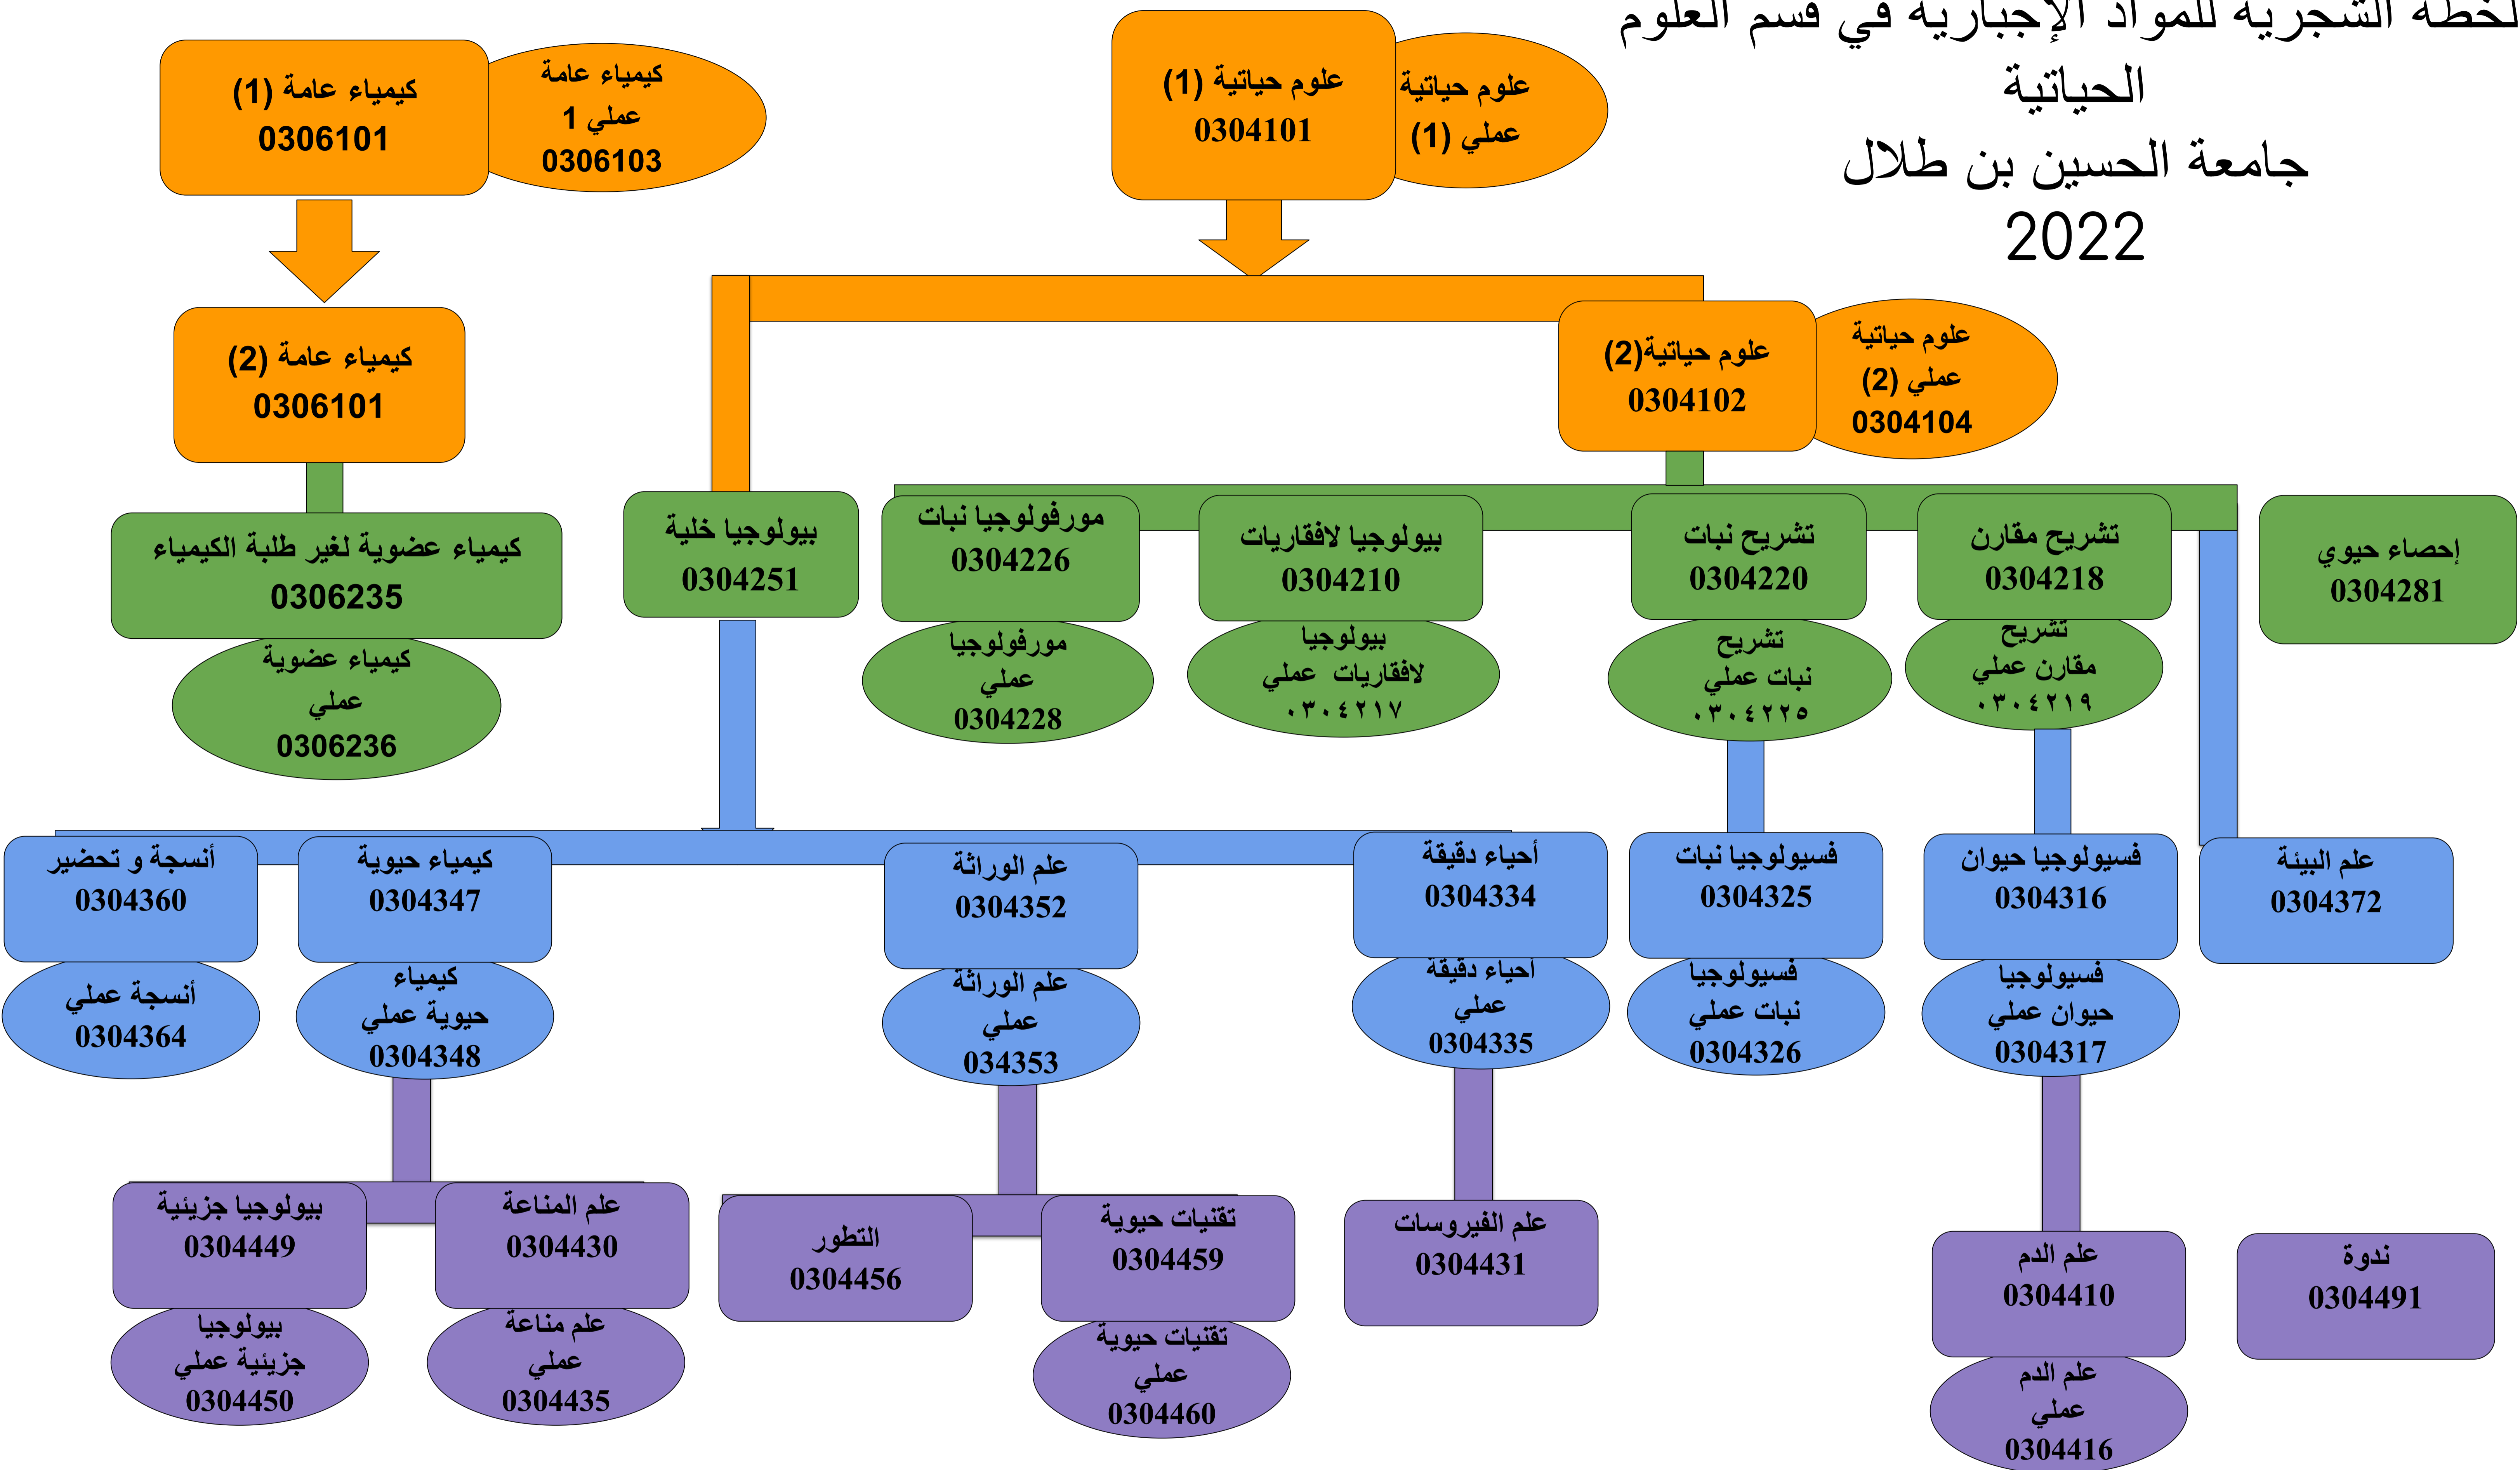 لخطة الشجرية للمواد الإجبارية في قسم العلوم
الحياتية
جامعة الحسين بن طلال
2022
علوم حياتية (1)
0304101
علوم حياتية
عملي (1)
كيمياء عامة (1)
0306101
كيمياء عامة
عملي 1
0306103
علوم حياتية(2)
0304102
علوم حياتية
عملي (2)
0304104
كيمياء عامة (2)
0306101
إحصاء حيوي
0304281
تشريح مقارن
0304218
تشريح نبات
0304220
بيولوجيا لافقاريات
0304210
مورفولوجيا نبات
0304226
بيولوجيا خلية
0304251
كيمياء عضوية لغير طلبة الكيمياء
0306235
تشريح
مقارن عملي
٠٣٠٤٢١٩
تشريح
نبات عملي
٠٣٠٤٢٢٥
بيولوجيا
لافقاريات عملي
٠٣٠٤٢١٧
مورفولوجيا
عملي
0304228
كيمياء عضوية
عملي
0306236
علم البيئة
0304372
فسيولوجيا حيوان
0304316
فسيولوجيا نبات
0304325
أحياء دقيقة
0304334
علم الوراثة
0304352
كيمياء حيوية
0304347
أنسجة و تحضير
0304360
فسيولوجيا
حيوان عملي
0304317
فسيولوجيا
نبات عملي
0304326
أحياء دقيقة
عملي
0304335
علم الوراثة
عملي
034353
كيمياء
حيوية عملي
0304348
أنسجة عملي
0304364
ندوة
0304491
علم الدم
0304410
علم الفيروسات
0304431
تقنيات حيوية
0304459
التطور
0304456
علم المناعة
0304430
بيولوجيا جزيئية
0304449
علم الدم
عملي
0304416
تقنيات حيوية
عملي
0304460
علم مناعة
عملي
0304435
بيولوجيا
جزيئية عملي
0304450